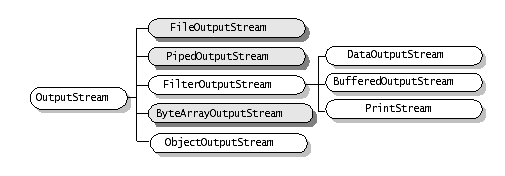 FileOutputStream
PipedOutputStream
DataOutputStream
FilterOutputStream
BufferedOutputStream
OutputStream
PrintStream
ByteArrayOutputStream
ObjectOutputStream